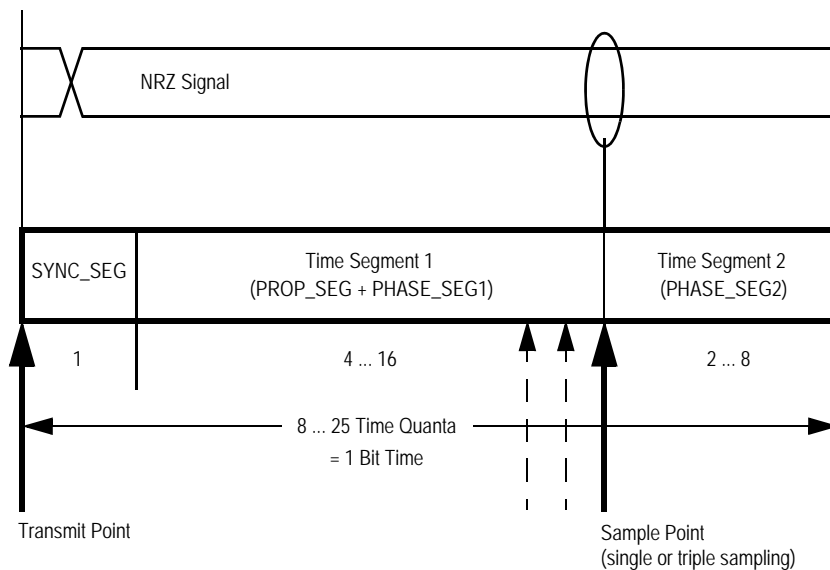 NRZ Signal
SYNC_SEG
Time Segment 1
(PROP_SEG + PHASE_SEG1)
Time Segment 2
(PHASE_SEG2)
1
4 ... 16
2 ... 8
8 ... 25 Time Quanta
= 1 Bit Time
Transmit Point
Sample Point
(single or triple sampling)